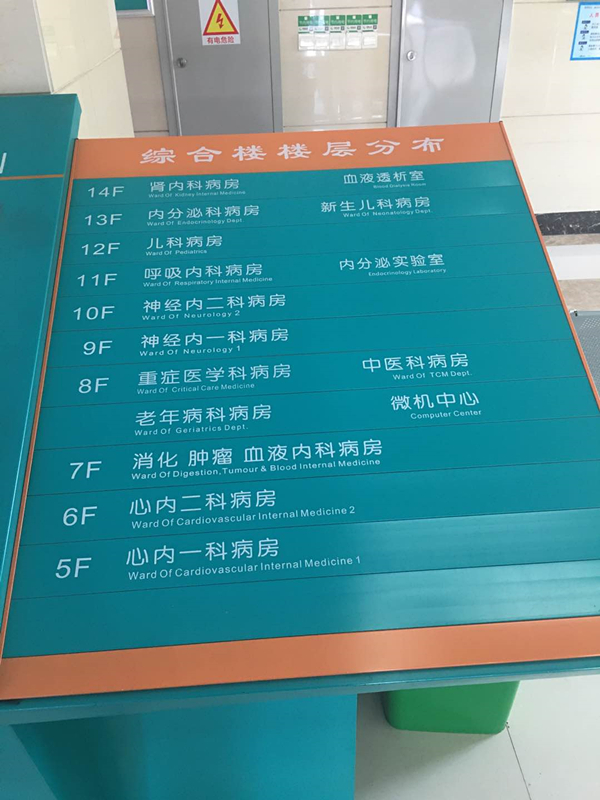 有电危险
综合楼楼层分布
14F 肾内科病房 血液透析室
Ward Of Kidney Internal Medicine Blood Dialysis Room
13F 内分泌科病房 新生儿科病房
Ward Of Endocrinology Dept. Ward Of Neonatology Dept.
12F 儿科病房
Ward Of Pediatrics
11F 呼吸内科病房 内分泌实验室
Ward Of Respiratory Internal Medicine Endocrinology Laboratory
10F 神经内二科病房
Ward Of Neurology 2
9F 神经内一科病房
Ward Of Neurology 1
8F 重症医学科病房 中医科病房
Ward Of Critical Care Medicine Ward Of TCM Dept.
老年病科病房 微机中心
Ward Of Geriatrics Dept. Computer Center
7F 消化 肿瘤 血液内科病房
Ward Of Digestion,Tumour & Blood Internal Medicine
6F 心内二科病房
Ward Of Cardiovascular Internal Medicine 2
5F 心内一科病房
Ward Of Cardiovascular Internal Medicine 1